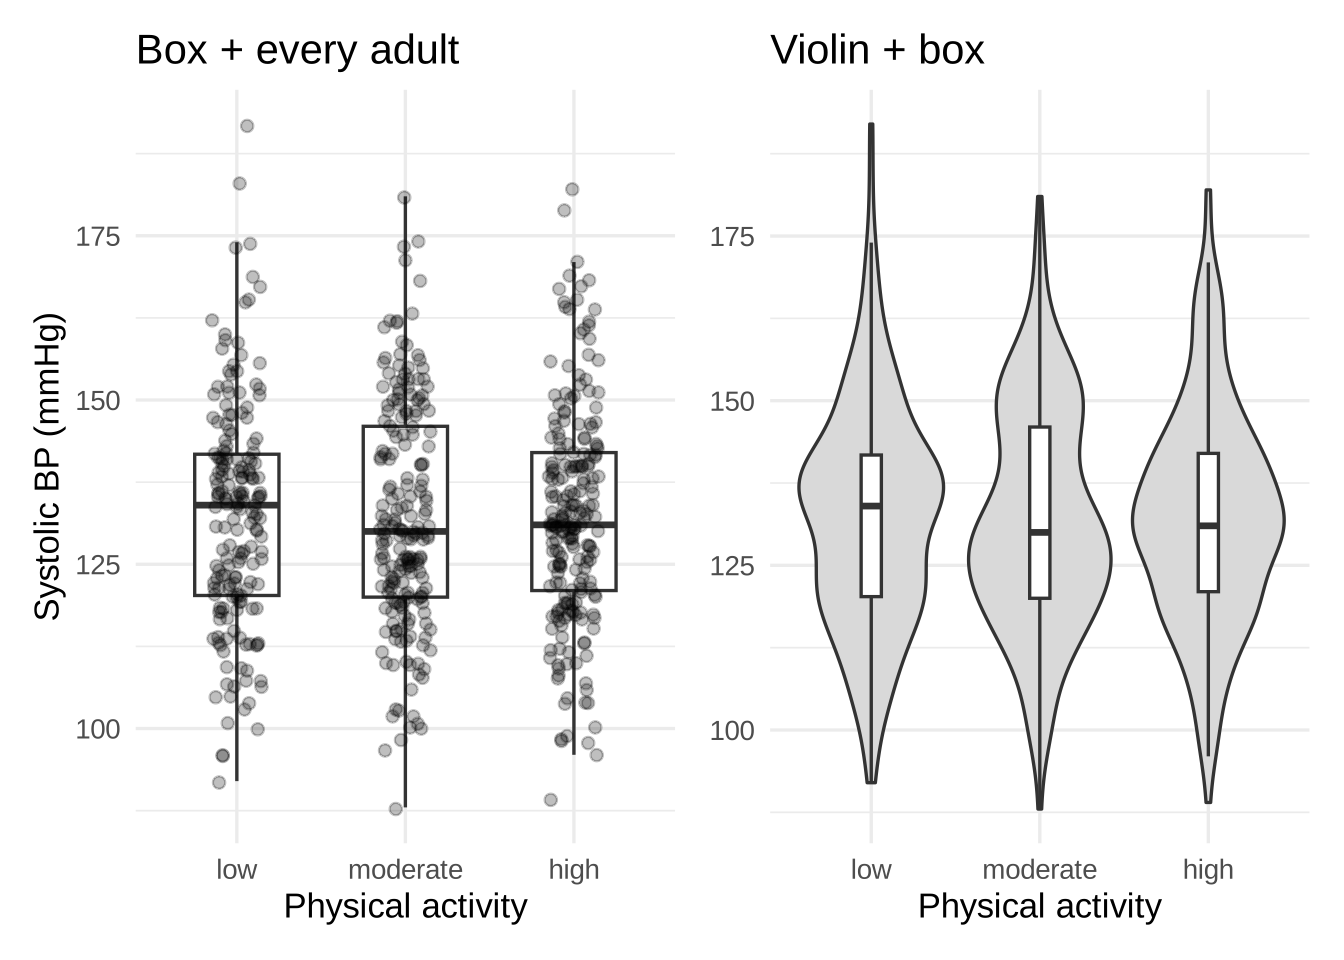 Box + every adult
Systolic BP (mmHg)
175
150
125
100
low
moderate
high
Physical activity
Violin + box
175
150
125
100
low
moderate
high
Physical activity